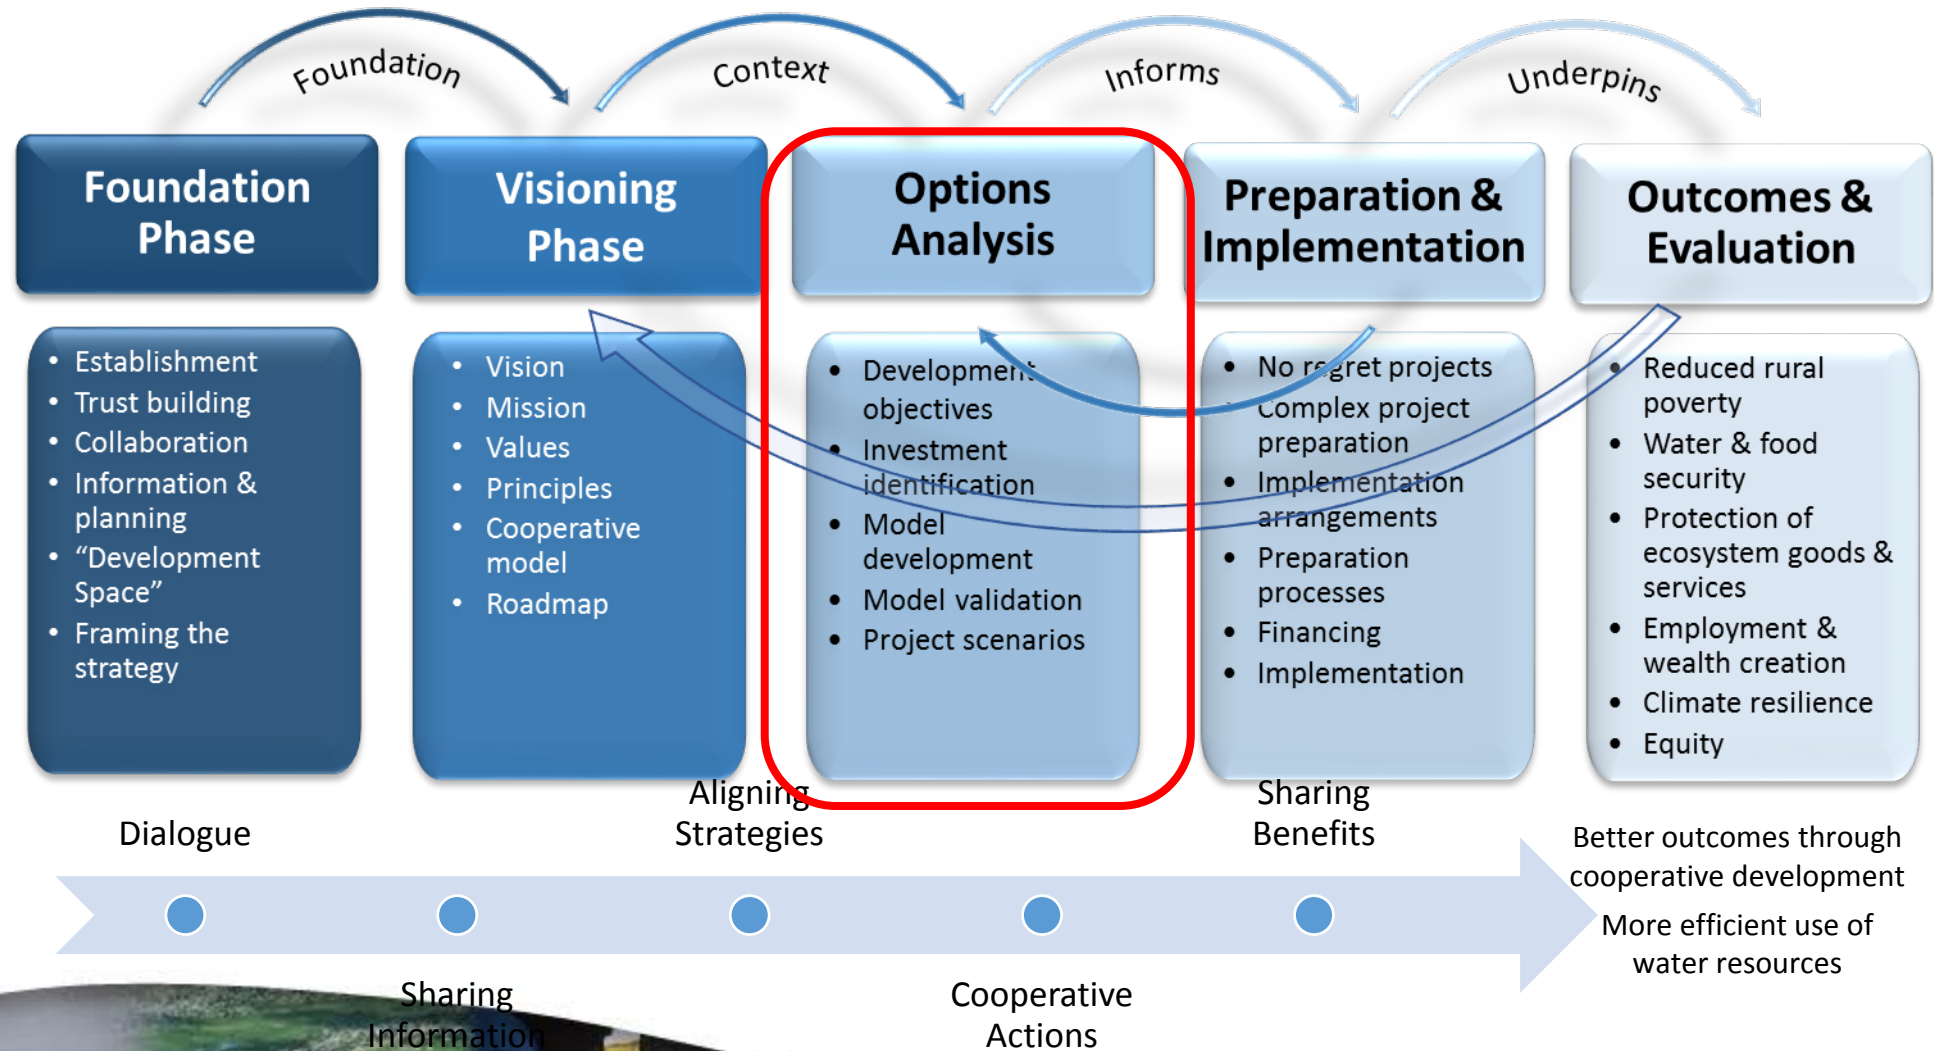 Foundation
Context
Informs
Underpins
Foundation
Phase
Visioning
Phase
Options
Analysis
Preparation &
Implementation
Outcomes &
Evaluation
• Establishment
• Trust building
• Collaboration
• Information &
planning
• “Development
Space”
• Framing the
strategy
• Vision
• Mission
• Values
• Principles
• Cooperative
model
• Roadmap
• Development
objectives
• Investment
identification
• Model
development
• Model validation
• Project scenarios
• No regret projects
• Complex project
preparation
• Implementation
arrangements
• Preparation
processes
• Financing
• Implementation
• Reduced rural
poverty
• Water & food
security
• Protection of
ecosystem goods &
services
• Employment &
wealth creation
• Climate resilience
• Equity
Dialogue
Aligning
Strategies
Sharing
Benefits
Better outcomes through
cooperative development
More efficient use of
water resources
Sharing
Information
Cooperative
Actions